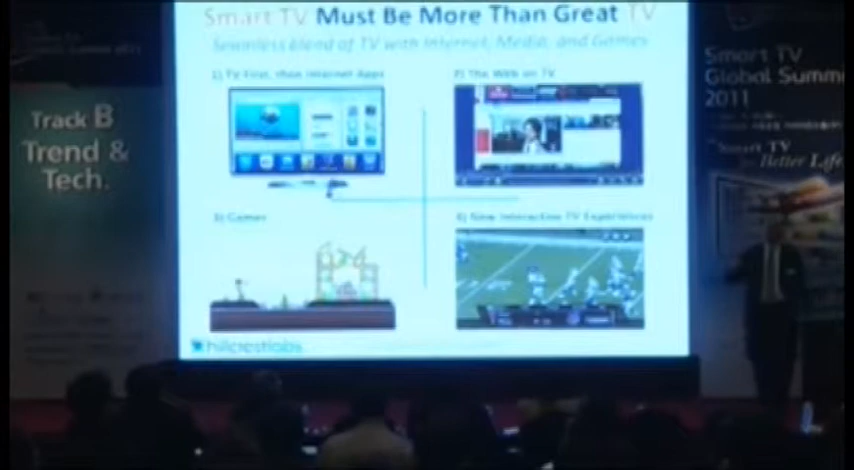 Smart TV Must Be More Than Great TV
Seamless blend of TV with Internet, Media, and Games
1) TV First, then Internet Apps
2) The Web on TV
3) Games
4) New Interactive TV Experiences
hillcrestlabs
Track B
Trend &
Tech.
Smart TV
Global Summ
2011
Smart TV
Better Life